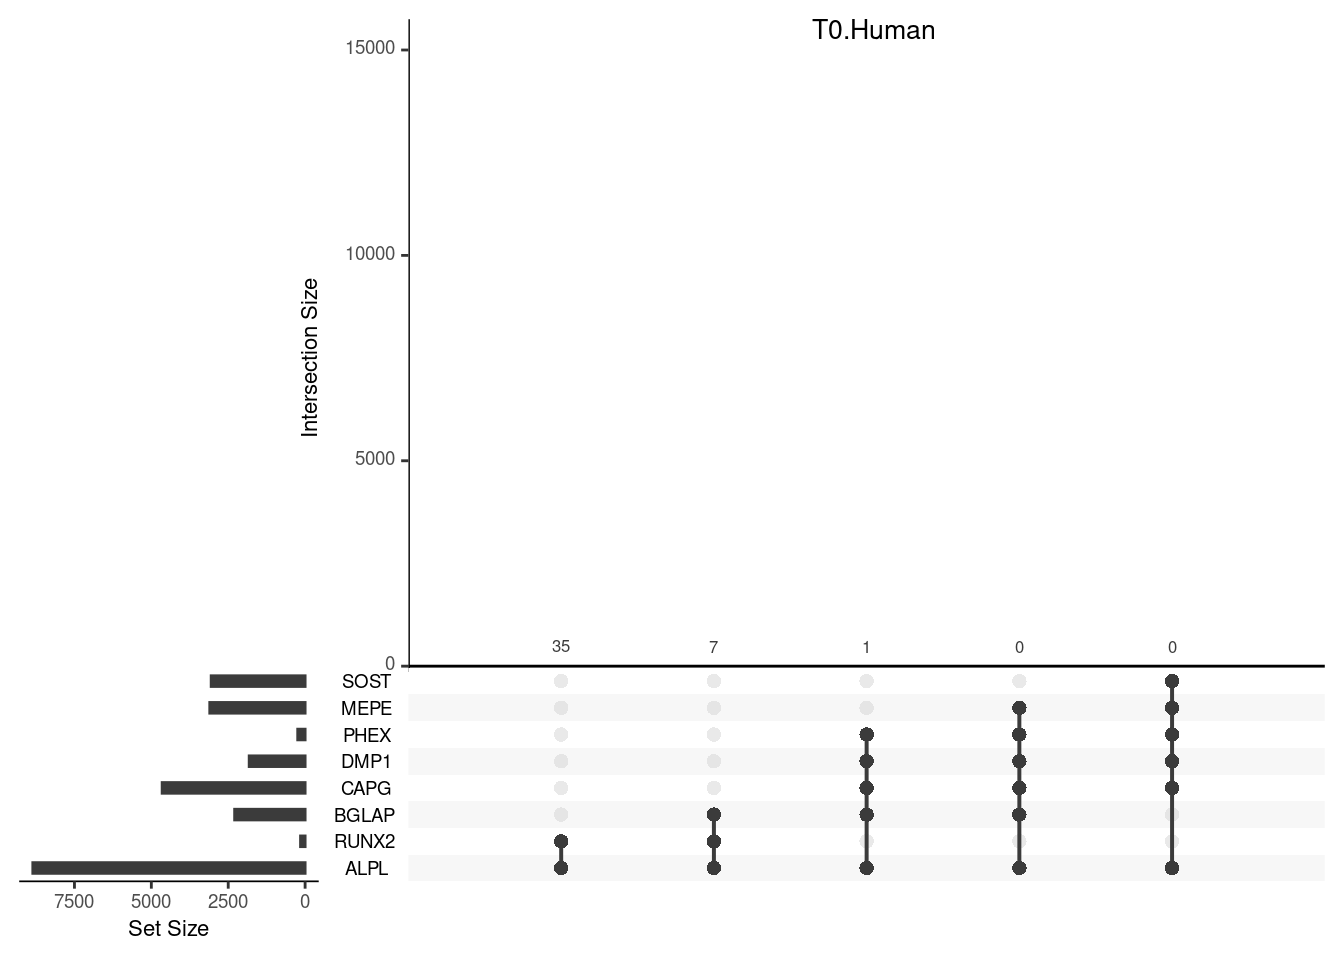 T0.Human
15000
10000
5000
0
Intersection Size
35 7 1 0 0
SOST
MEPE
PHEX
DMP1
CAPG
BGLAP
RUNX2
ALPL
7500 5000 2500 0
Set Size